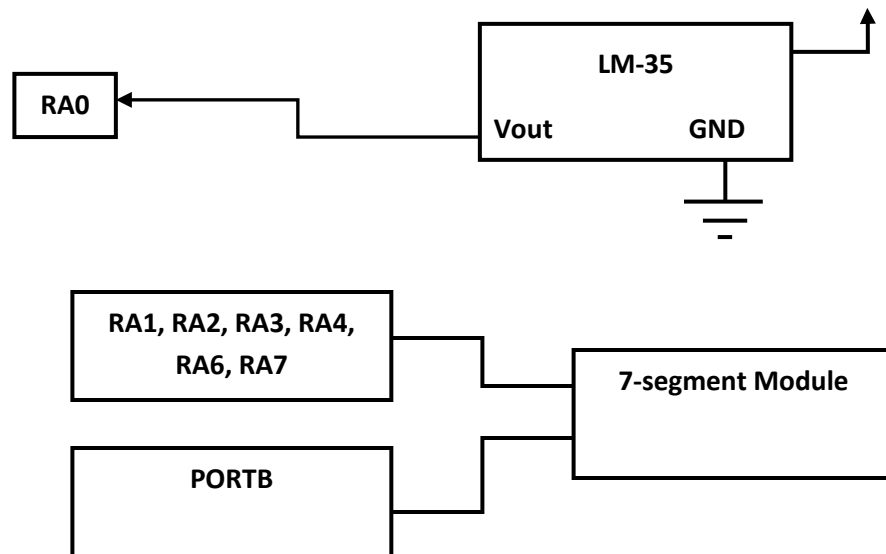 LM-35
RA0
Vout GND
RA1, RA2, RA3, RA4,
RA6, RA7
7-segment Module
PORTB